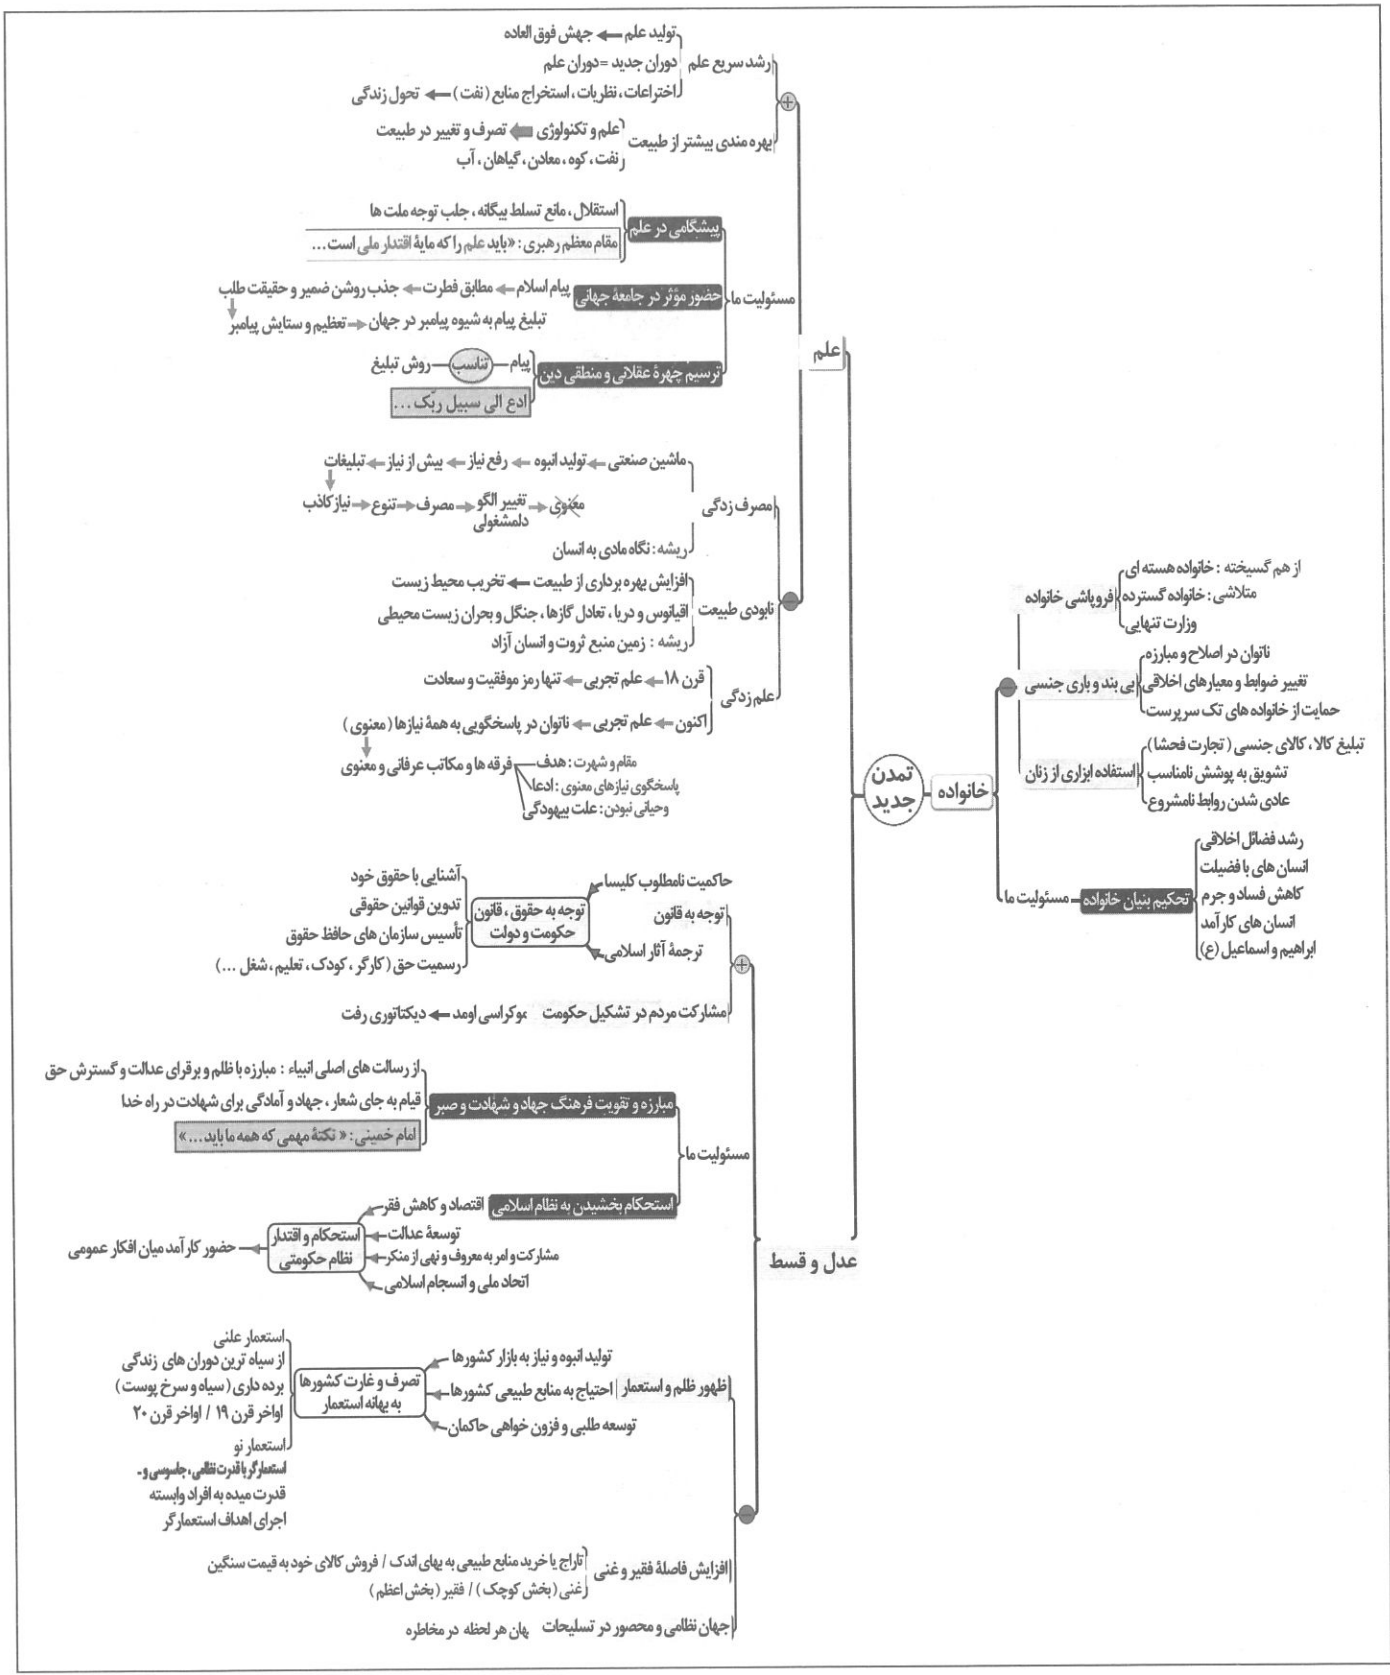 تولید علم ← جهش فوق العاده
رشد سریع علم
دوران جدید =دوران علم
اختراعات، نظریات، استخراج منابع (نفت) ← تحول زندگی
بهره مندی بیشتر از طبیعت
علم و تکنولوژی ← تصرف و تغییر در طبیعت
نفت، کوه، معادن، گیاهان، آب
پیشگامی در علم
استقلال، مانع تسلط بیگانه، جلب توجه ملت ها
مقام معظم رهبری: «باید علم را که مایهٔ اقتدار ملی است...
مسئولیت ما
حضور مؤثر در جامعهٔ جهانی
پیام اسلام ← مطابق فطرت ← جذب روشن ضمیر و حقیقت طلب
تبلیغ پیام به شیوه پیامبر در جهان → تعظیم و ستایش پیامبر
ترسیم چهرهٔ عقلانی و منطقی دین
پیام – تناسب – روش تبلیغ
ادع الی سبیل ربّک ...
علم
مصرف زدگی
ماشین صنعتی ← تولید انبوه ← رفع نیاز ← بیش از نیاز ← تبلیغات
معنوی → تغییر الگو → مصرف → تنوع → نیاز کاذب
دلمشغولی
ریشه: نگاه مادی به انسان
نابودی طبیعت
افزایش بهره برداری از طبیعت ← تخریب محیط زیست
اقیانوس و دریا، تعادل گازها، جنگل و بحران زیست محیطی
ریشه : زمین منبع ثروت و انسان آزاد
علم زدگی
قرن ۱۸ ← علم تجربی ← تنها رمز موفقیت و سعادت
اکنون ← علم تجربی ← ناتوان در پاسخگویی به همهٔ نیازها (معنوی)
فرقه ها و مکاتب عرفانی و معنوی
مقام و شهرت: هدف
پاسخگوی نیازهای معنوی: ادعا
وحیانی نبودن: علت بیهودگی
تمدن
جدید
خانواده
فروپاشی خانواده
از هم گسیخته : خانواده هسته ای
متلاشی: خانواده گسترده
وزارت تنهایی
بی بند و باری جنسی
ناتوان در اصلاح و مبارزه
تغییر ضوابط و معیارهای اخلاقی
حمایت از خانواده های تک سرپرست
استفاده ابزاری از زنان
تبلیغ کالا، کالای جنسی (تجارت فحشا)
تشویق به پوشش نامناسب
عادی شدن روابط نامشروع
مسئولیت ما
تحکیم بنیان خانواده
رشد فضائل اخلاقی
انسان های با فضیلت
کاهش فساد و جرم
انسان های کارآمد
ابراهیم و اسماعیل (ع)
توجه به قانون
حاکمیت نامطلوب کلیسا
ترجمهٔ آثار اسلامی
توجه به حقوق، قانون
حکومت و دولت
آشنایی با حقوق خود
تدوین قوانین حقوقی
تأسیس سازمان های حافظ حقوق
رسمیت حق (کارگر، کودک، تعلیم، شغل ...)
مشارکت مردم در تشکیل حکومت
موکراسی اومد ← دیکتاتوری رفت
مسئولیت ما
مبارزه و تقویت فرهنگ جهاد و شهادت و صبر
از رسالت های اصلی انبیاء : مبارزه با ظلم و برقرای عدالت و گسترش حق
قیام به جای شعار، جهاد و آمادگی برای شهادت در راه خدا
امام خمینی: « نکتهٔ مهمی که همه ما باید...»
استحکام بخشیدن به نظام اسلامی
اقتصاد و کاهش فقر
توسعهٔ عدالت
مشارکت و امر به معروف و نهی از منکر
اتحاد ملی و انسجام اسلامی
استحکام و اقتدار
نظام حکومتی
حضور کارآمد میان افکار عمومی
عدل و قسط
ظهور ظلم و استعمار
تولید انبوه و نیاز به بازار کشورها
احتیاج به منابع طبیعی کشورها
توسعه طلبی و فزون خواهی حاکمان
تصرف و غارت کشورها
به بهانه استعمار
استعمار علنی
از سیاه ترین دوران های زندگی
برده داری (سیاه و سرخ پوست)
اواخر قرن ۱۹ / اواخر قرن ۲۰
استعمار نو
استعمارگر با قدرت نظامی، جاسوسی و..
قدرت میده به افراد وابسته
اجرای اهداف استعمارگر
افزایش فاصلهٔ فقیر و غنی
تاراج یا خرید منابع طبیعی به بهای اندک / فروش کالای خود به قیمت سنگین
غنی (بخش کوچک) / فقیر (بخش اعظم)
جهان نظامی و محصور در تسلیحات
بهان هر لحظه در مخاطره